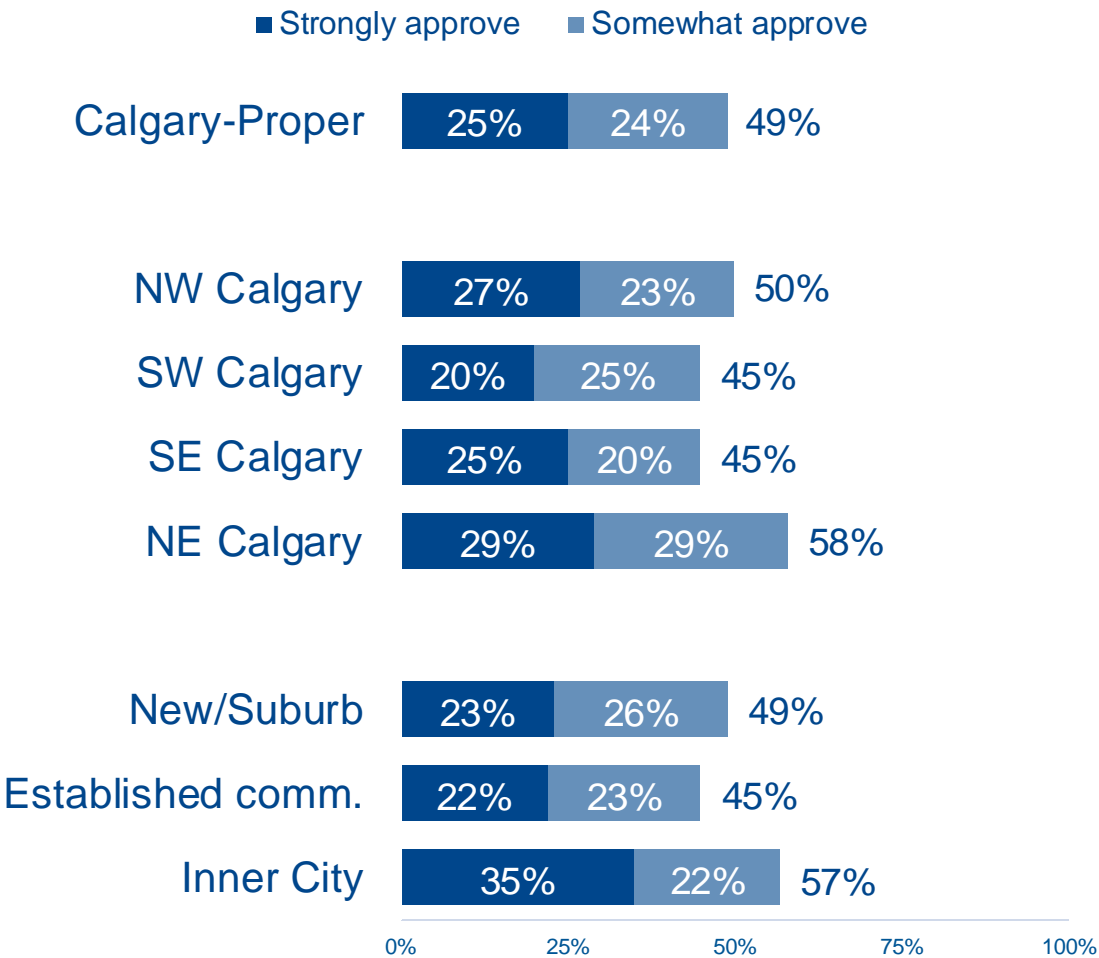 Strongly approve Somewhat approve
Calgary-Proper 25% 24% 49%
NW Calgary 27% 23% 50%
SW Calgary 20% 25% 45%
SE Calgary 25% 20% 45%
NE Calgary 29% 29% 58%
New/Suburb 23% 26% 49%
Established comm. 22% 23% 45%
Inner City 35% 22% 57%
0% 25% 50% 75% 100%